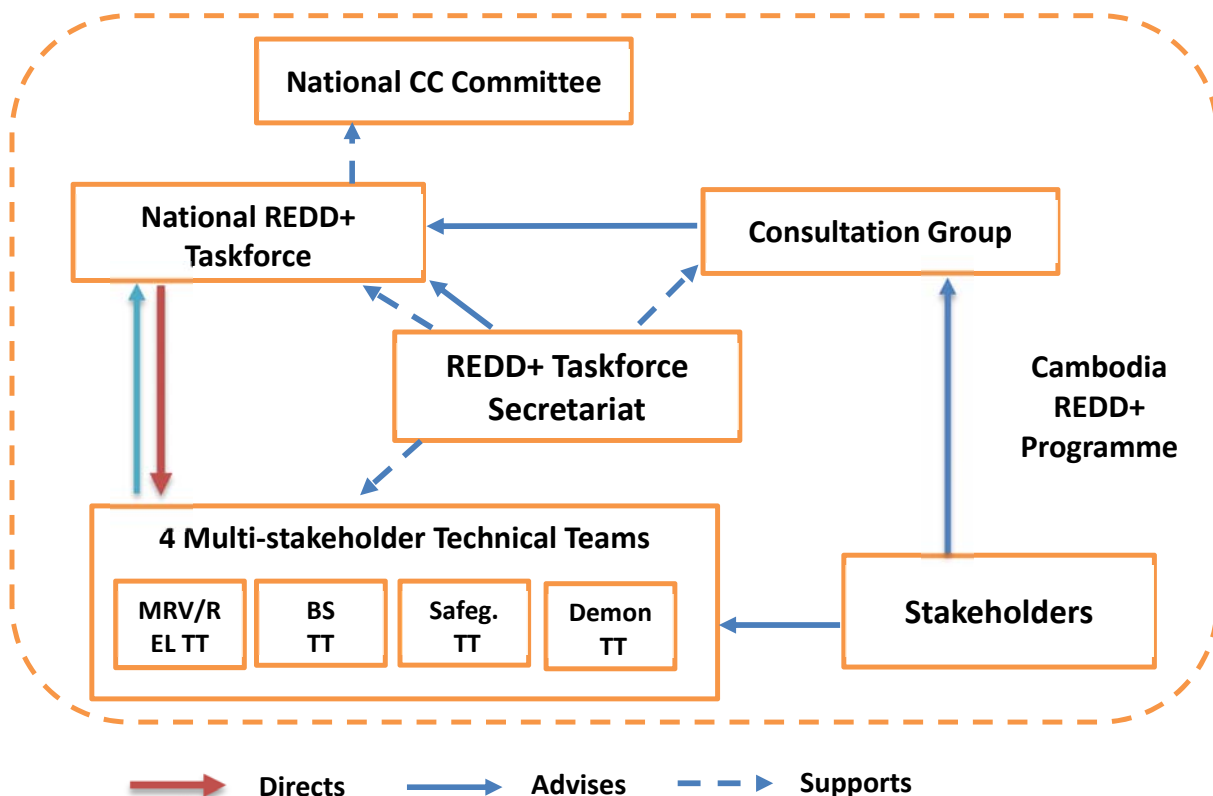 National CC Committee
National REDD+
Taskforce
Consultation Group
REDD+ Taskforce
Secretariat
Cambodia
REDD+
Programme
4 Multi-stakeholder Technical Teams
MRV/R
EL TT
BS
TT
Safeg.
TT
Demon
TT
Stakeholders
Directs
Advises
Supports